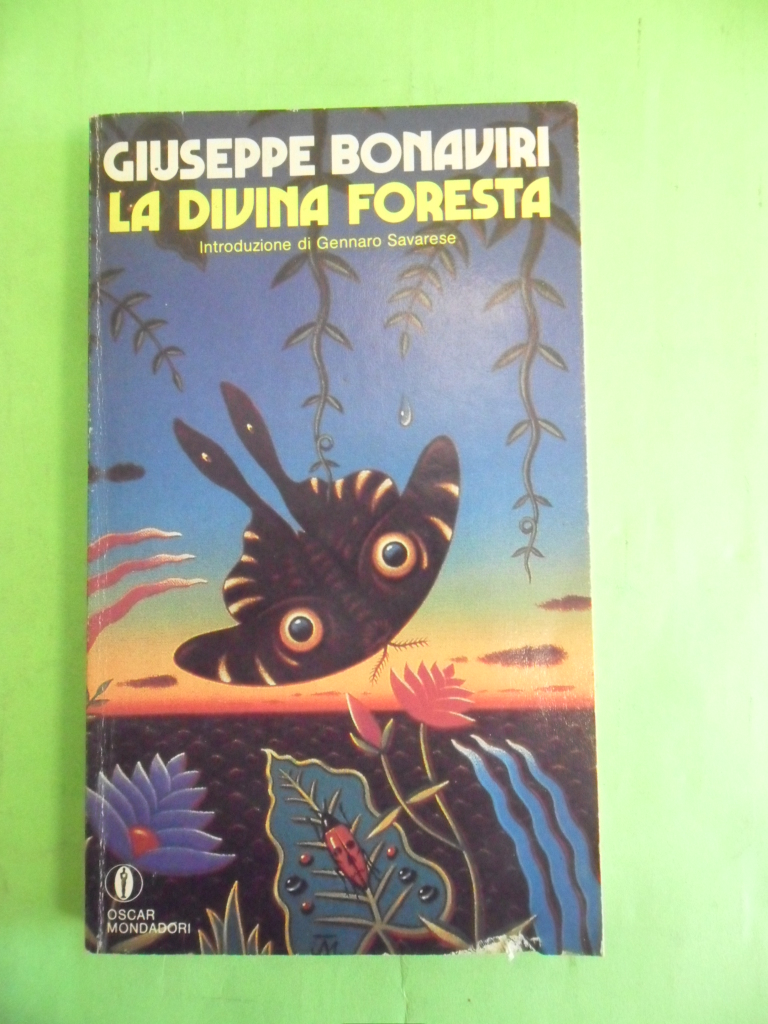 GIUSEPPE BONAVIRI
LA DIVINA FORESTA
Introduzione di Gennaro Savarese
OSCAR
MONDADORI